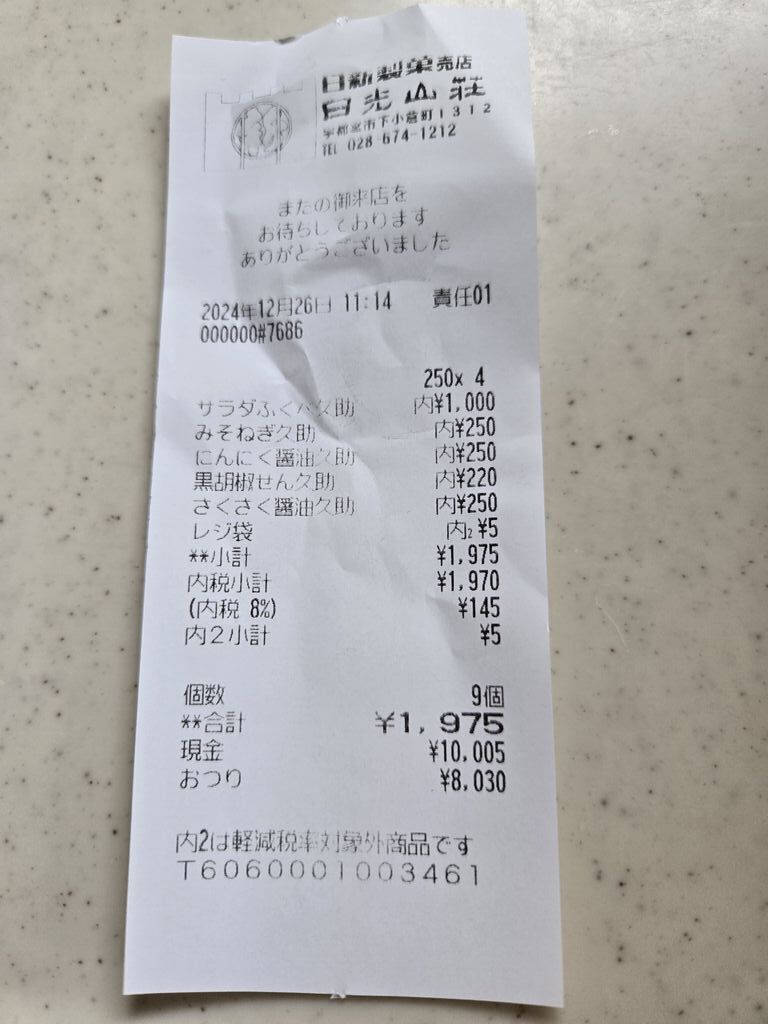 日新製菓売店
日光山荘
宇都宮市下小倉町1312
TEL 028-674-1212
またの御来店を
お待ちしております
ありがとうございました
2024年12月26日 11:14 責任01
000000#7686
250x 4
サラダふくべ久助 内¥1,000
みそねぎ久助 内¥250
にんにく醤油久助 内¥250
黒胡椒せん久助 内¥220
さくさく醤油久助 内¥250
レジ袋 内2 ¥5
**小計 ¥1,975
内税小計 ¥1,970
(内税 8%) ¥145
内2小計 ¥5
個数 9個
**合計 ¥1,975
現金 ¥10,005
おつり ¥8,030
内2は軽減税率対象外商品です
T6060001003461